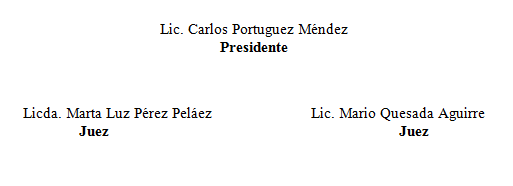 Lic. Carlos Portuguez Méndez
Presidente
Licda. Marta Luz Pérez Peláez
Lic. Mario Quesada Aguirre
Juez
Juez